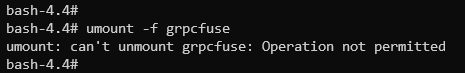 bash-4.4#
bash-4.4# umount -f grpcfuse
umount: can't unmount grpcfuse: Operation not permitted
bash-4.4#